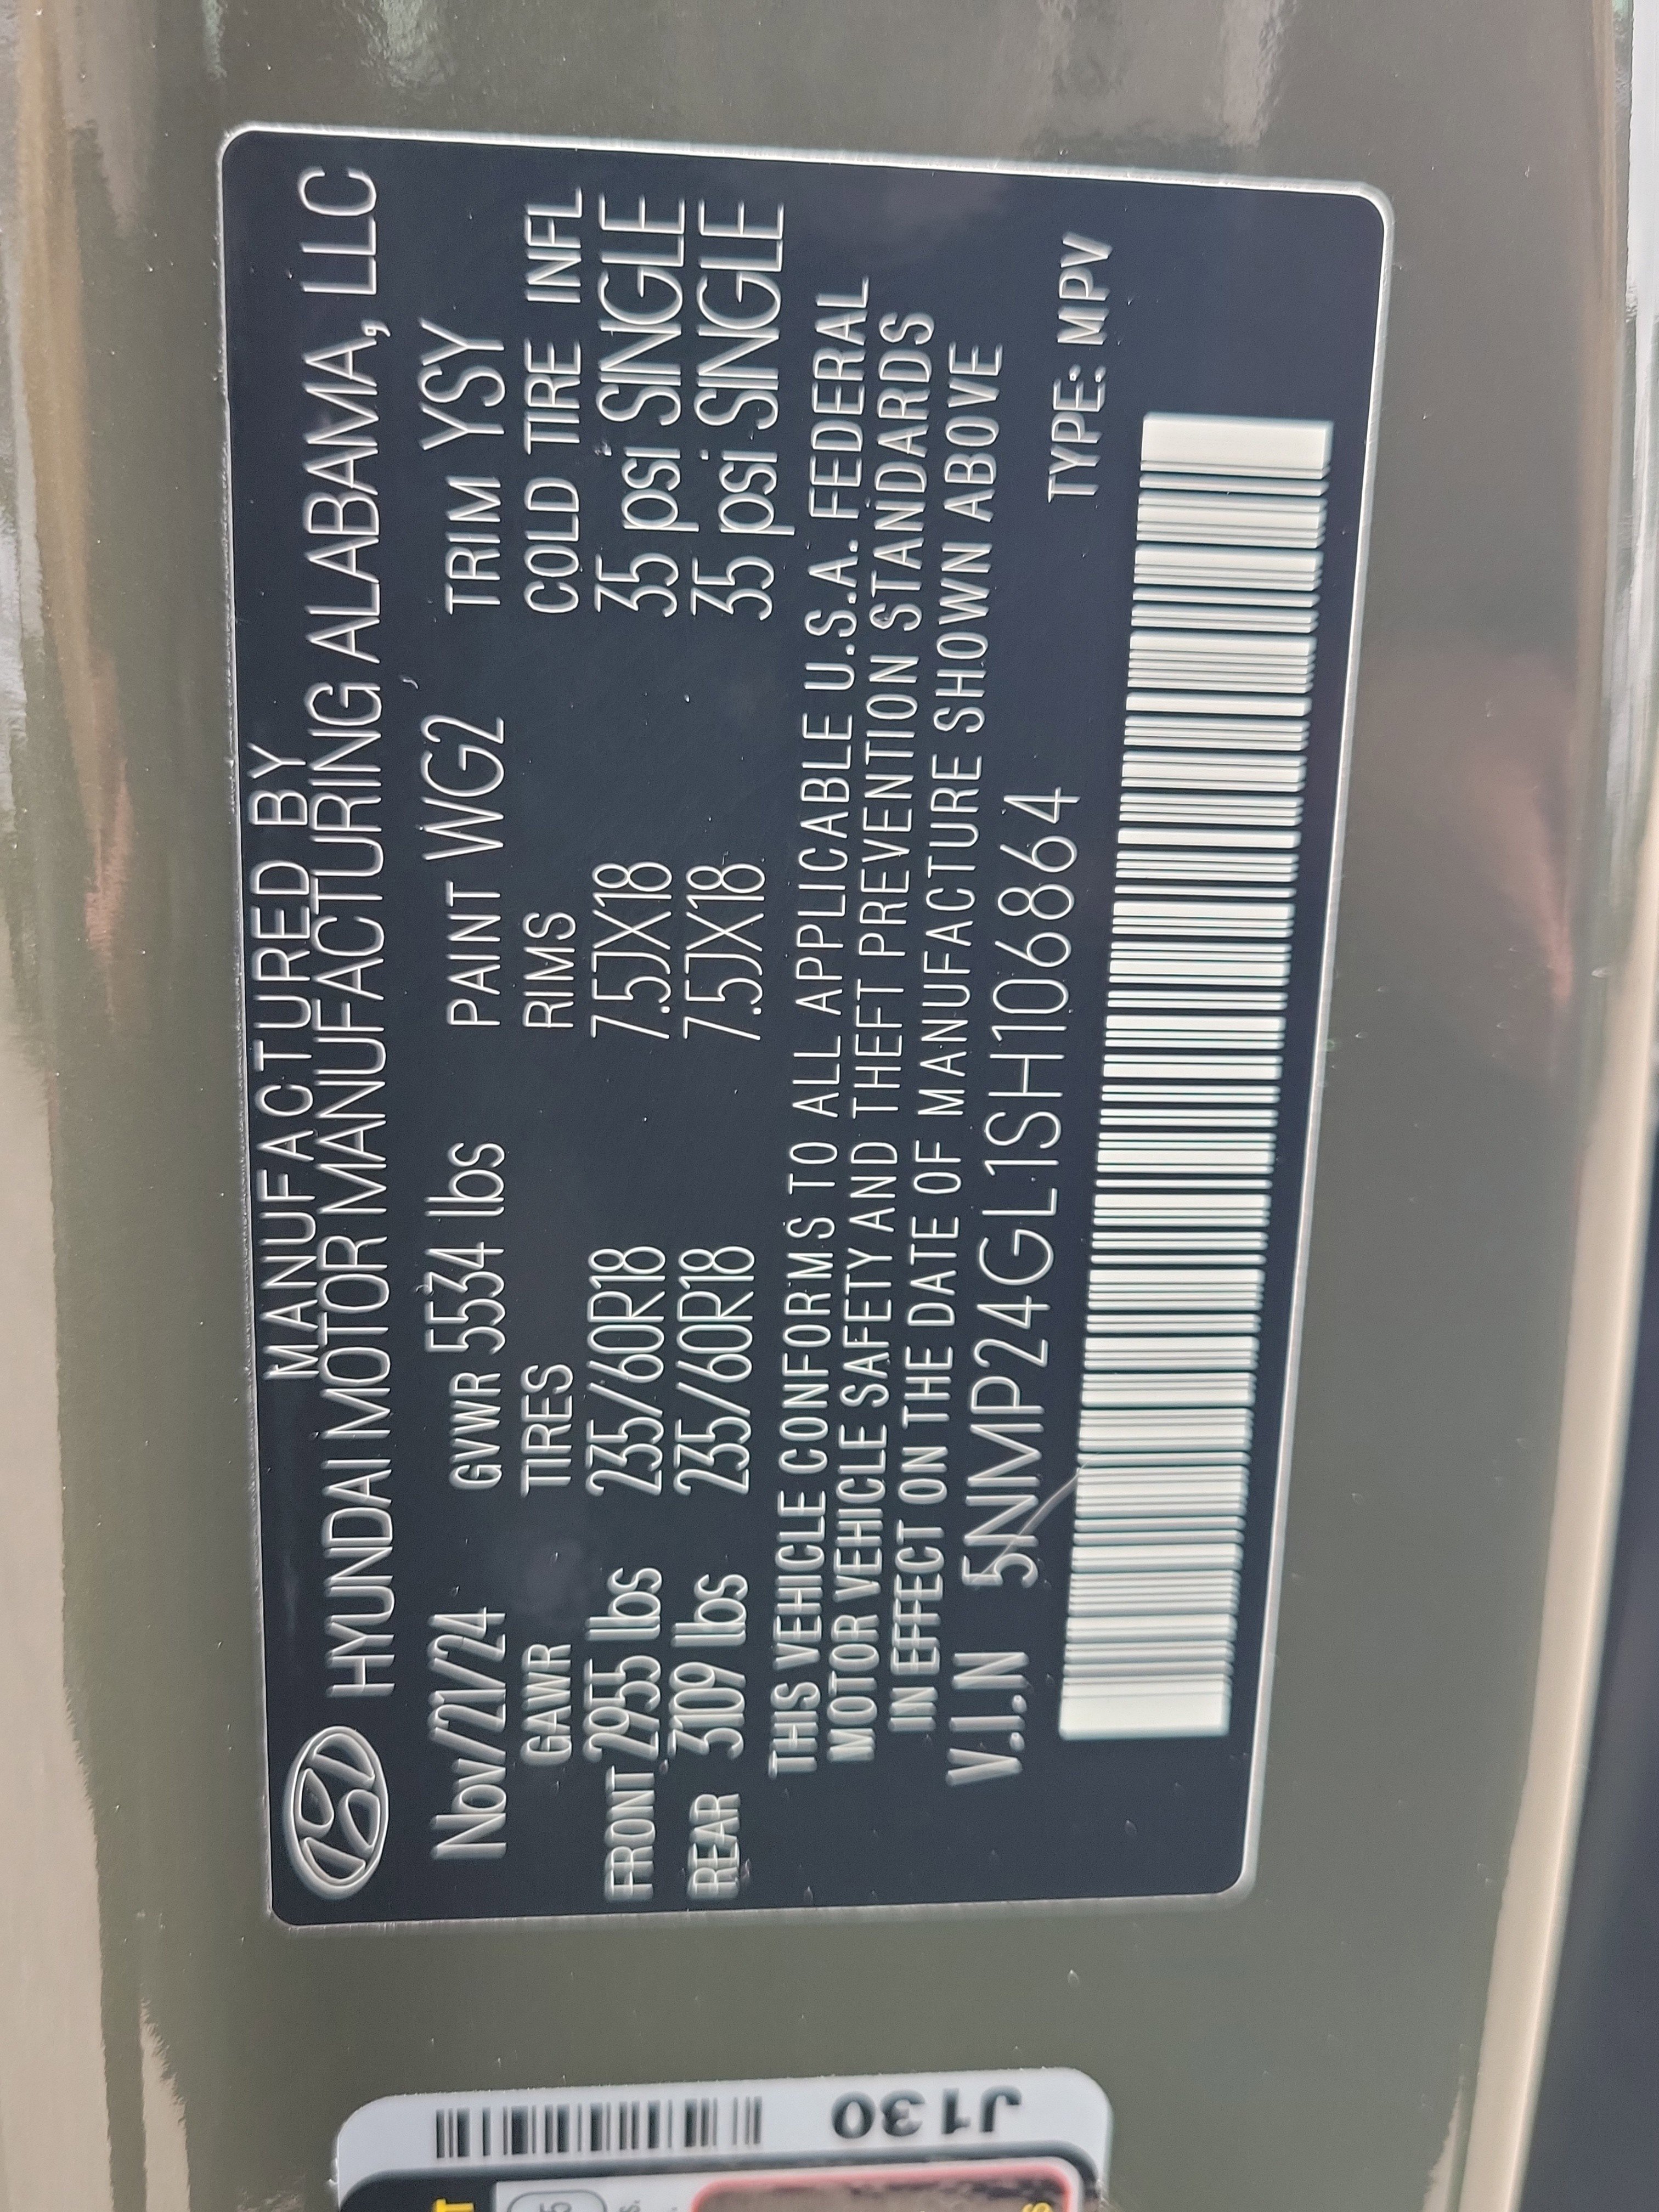 MANUFACTURED BY
HYUNDAI MOTOR MANUFACTURING ALABAMA, LLC
Nov/21/24 GVWR 5534 lbs PAINT WG2 TRIM YSY
GAWR TIRES RIMS COLD TIRE INFL
FRONT 2955 lbs 235/60R18 7.5JX18 35 psi SINGLE
REAR 3109 lbs 235/60R18 7.5JX18 35 psi SINGLE
THIS VEHICLE CONFORMS TO ALL APPLICABLE U.S.A. FEDERAL
MOTOR VEHICLE SAFETY AND THEFT PREVENTION STANDARDS
IN EFFECT ON THE DATE OF MANUFACTURE SHOWN ABOVE
V.I.N 5NMP24GL1SH106864
TYPE: MPV
J130